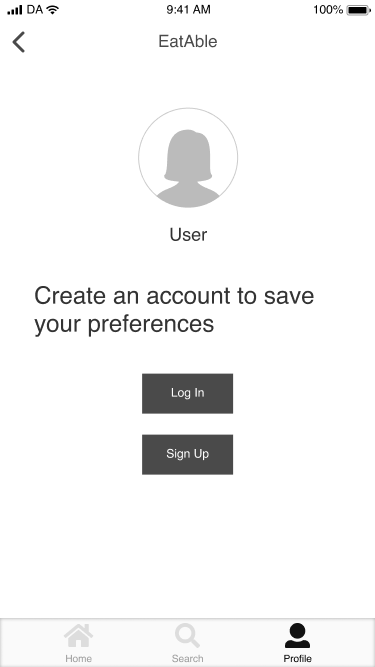 DA 9:41 AM 100%
EatAble
User
Create an account to save
your preferences
Log In
Sign Up
Home Search Profile